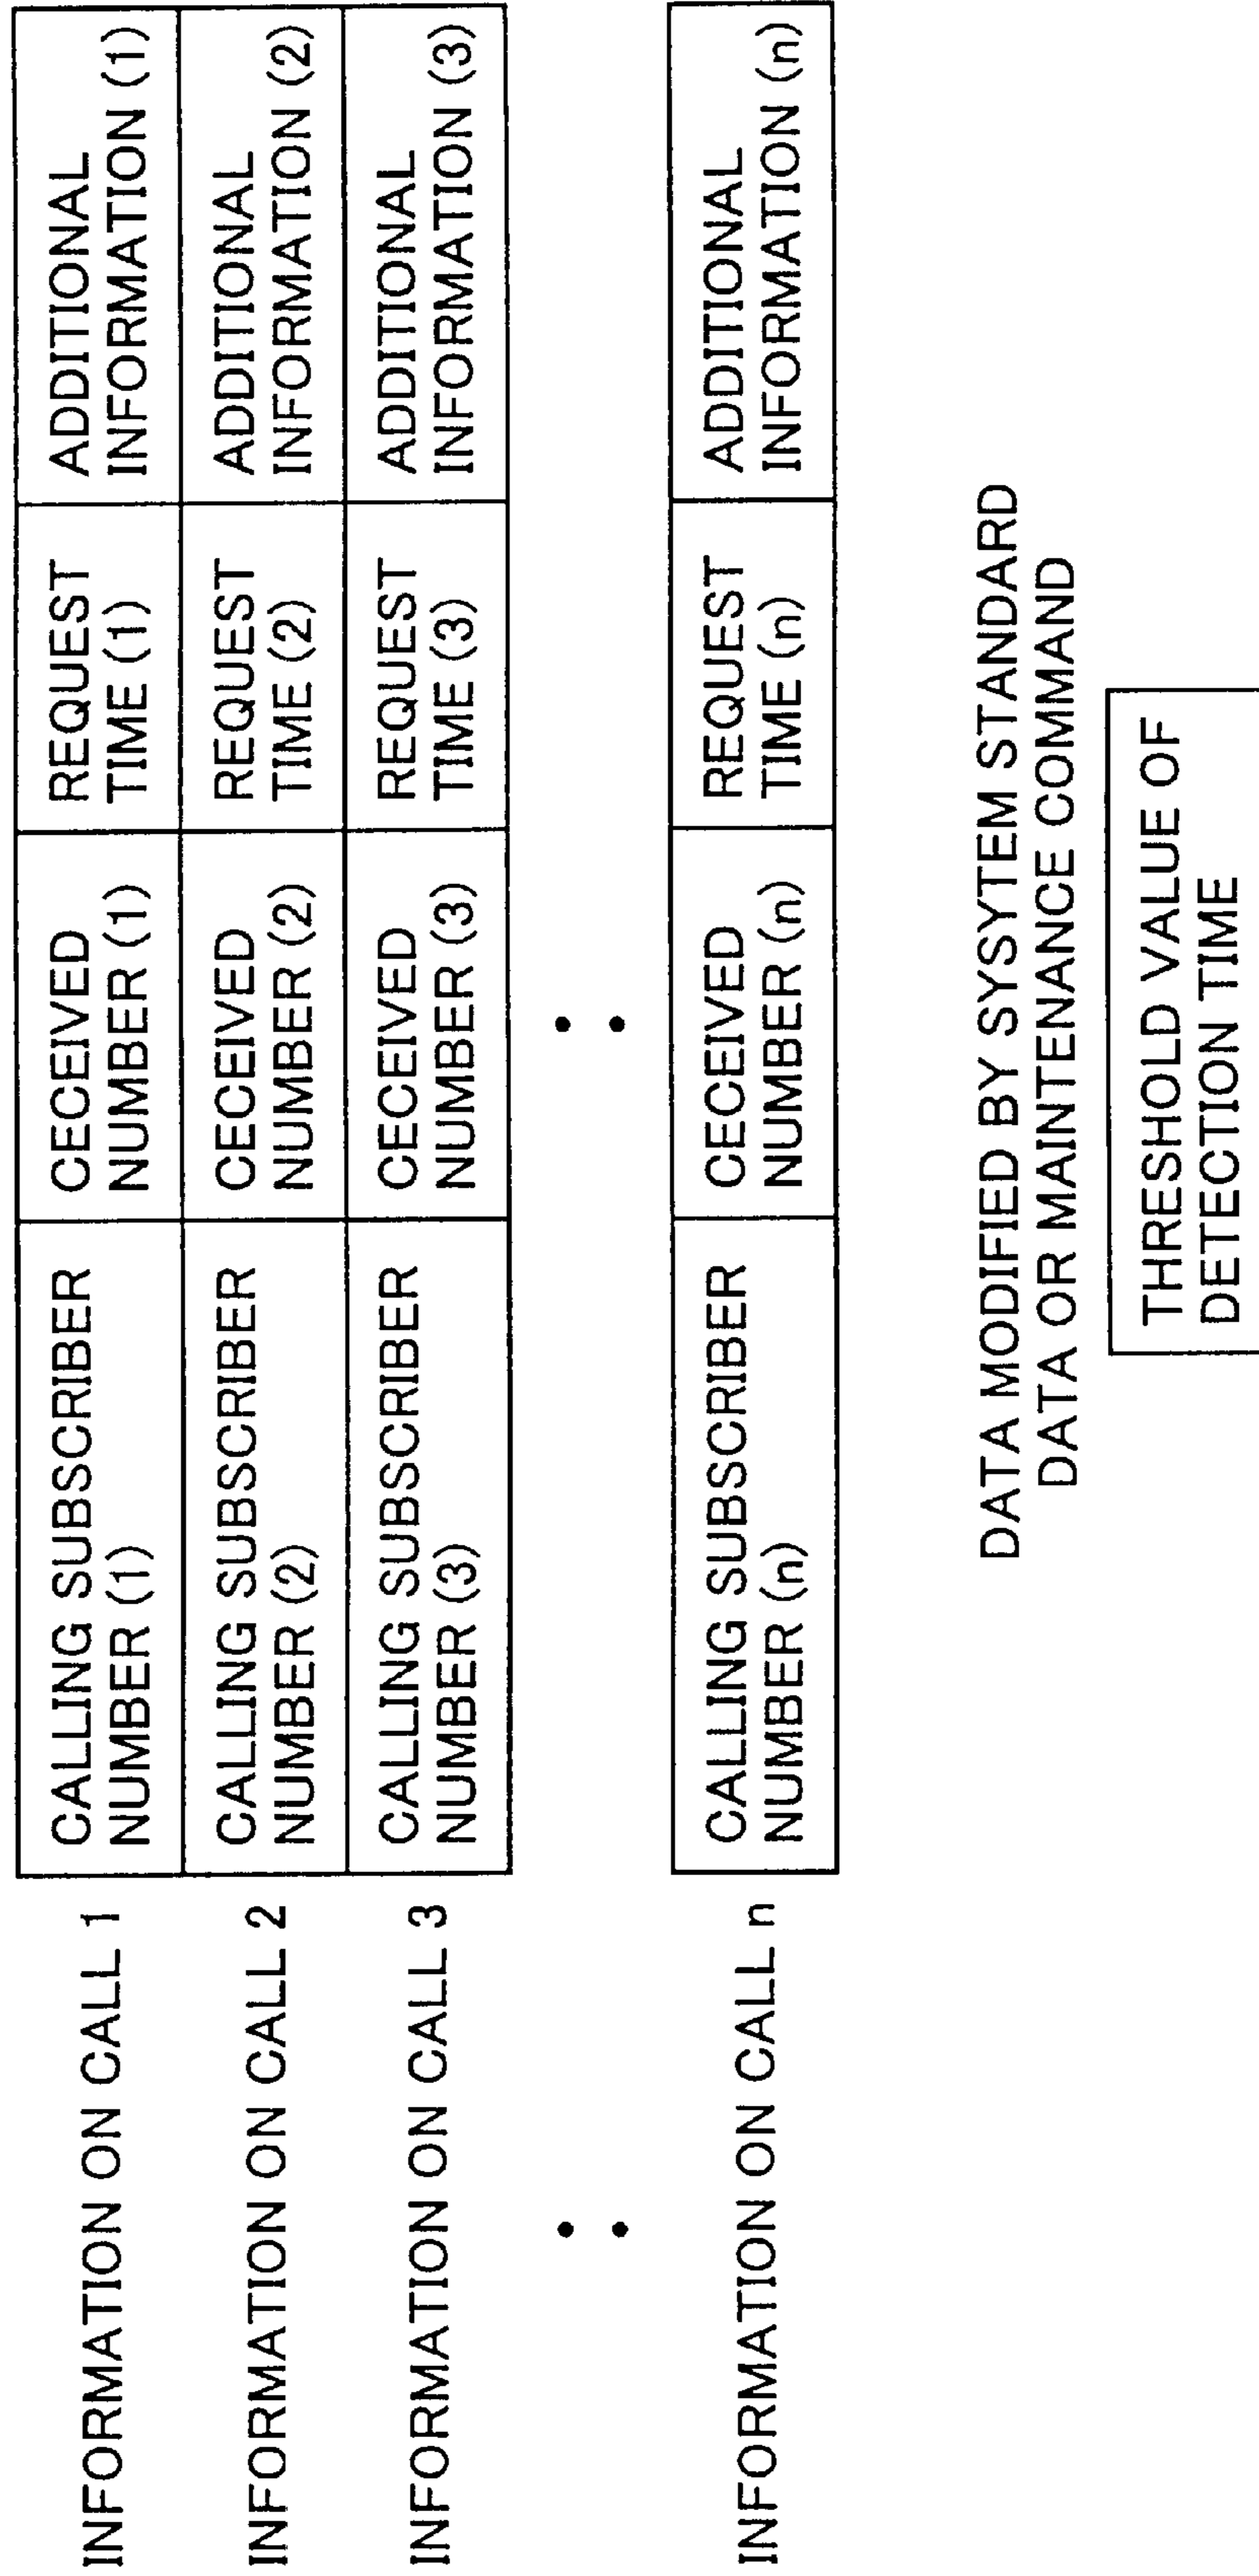 INFORMATION ON CALL 1
CALLING SUBSCRIBER
NUMBER (1)
CECEIVED
NUMBER (1)
REQUEST
TIME (1)
ADDITIONAL
INFORMATION (1)
INFORMATION ON CALL 2
CALLING SUBSCRIBER
NUMBER (2)
CECEIVED
NUMBER (2)
REQUEST
TIME (2)
ADDITIONAL
INFORMATION (2)
INFORMATION ON CALL 3
CALLING SUBSCRIBER
NUMBER (3)
CECEIVED
NUMBER (3)
REQUEST
TIME (3)
ADDITIONAL
INFORMATION (3)
INFORMATION ON CALL n
CALLING SUBSCRIBER
NUMBER (n)
CECEIVED
NUMBER (n)
REQUEST
TIME (n)
ADDITIONAL
INFORMATION (n)
DATA MODIFIED BY SYSYTEM STANDARD
DATA OR MAINTENANCE COMMAND
THRESHOLD VALUE OF
DETECTION TIME